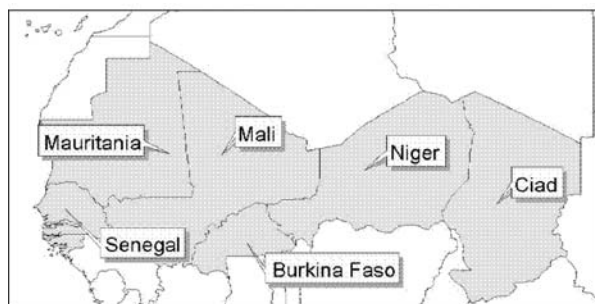 Mauritania
Mali
Niger
Ciad
Senegal
Burkina Faso